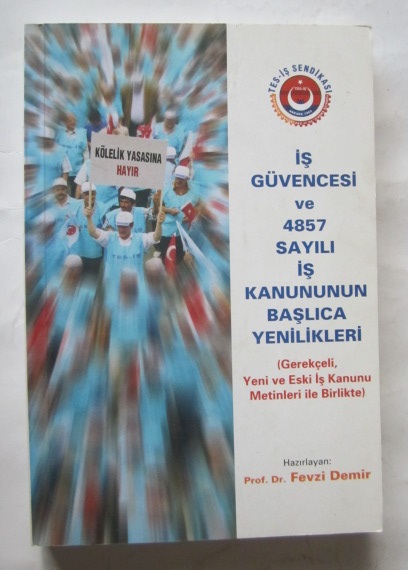 TES-İŞ SENDİKASI
KÖLELİK YASASINA
HAYIR
TES-İŞ
İŞ
GÜVENCESİ
ve
4857
SAYILI
İŞ
KANUNUNUN
BAŞLICA
YENİLİKLERİ
(Gerekçeli,
Yeni ve Eski İş Kanunu
Metinleri ile Birlikte)
Hazırlayan:
Prof. Dr. Fevzi Demir